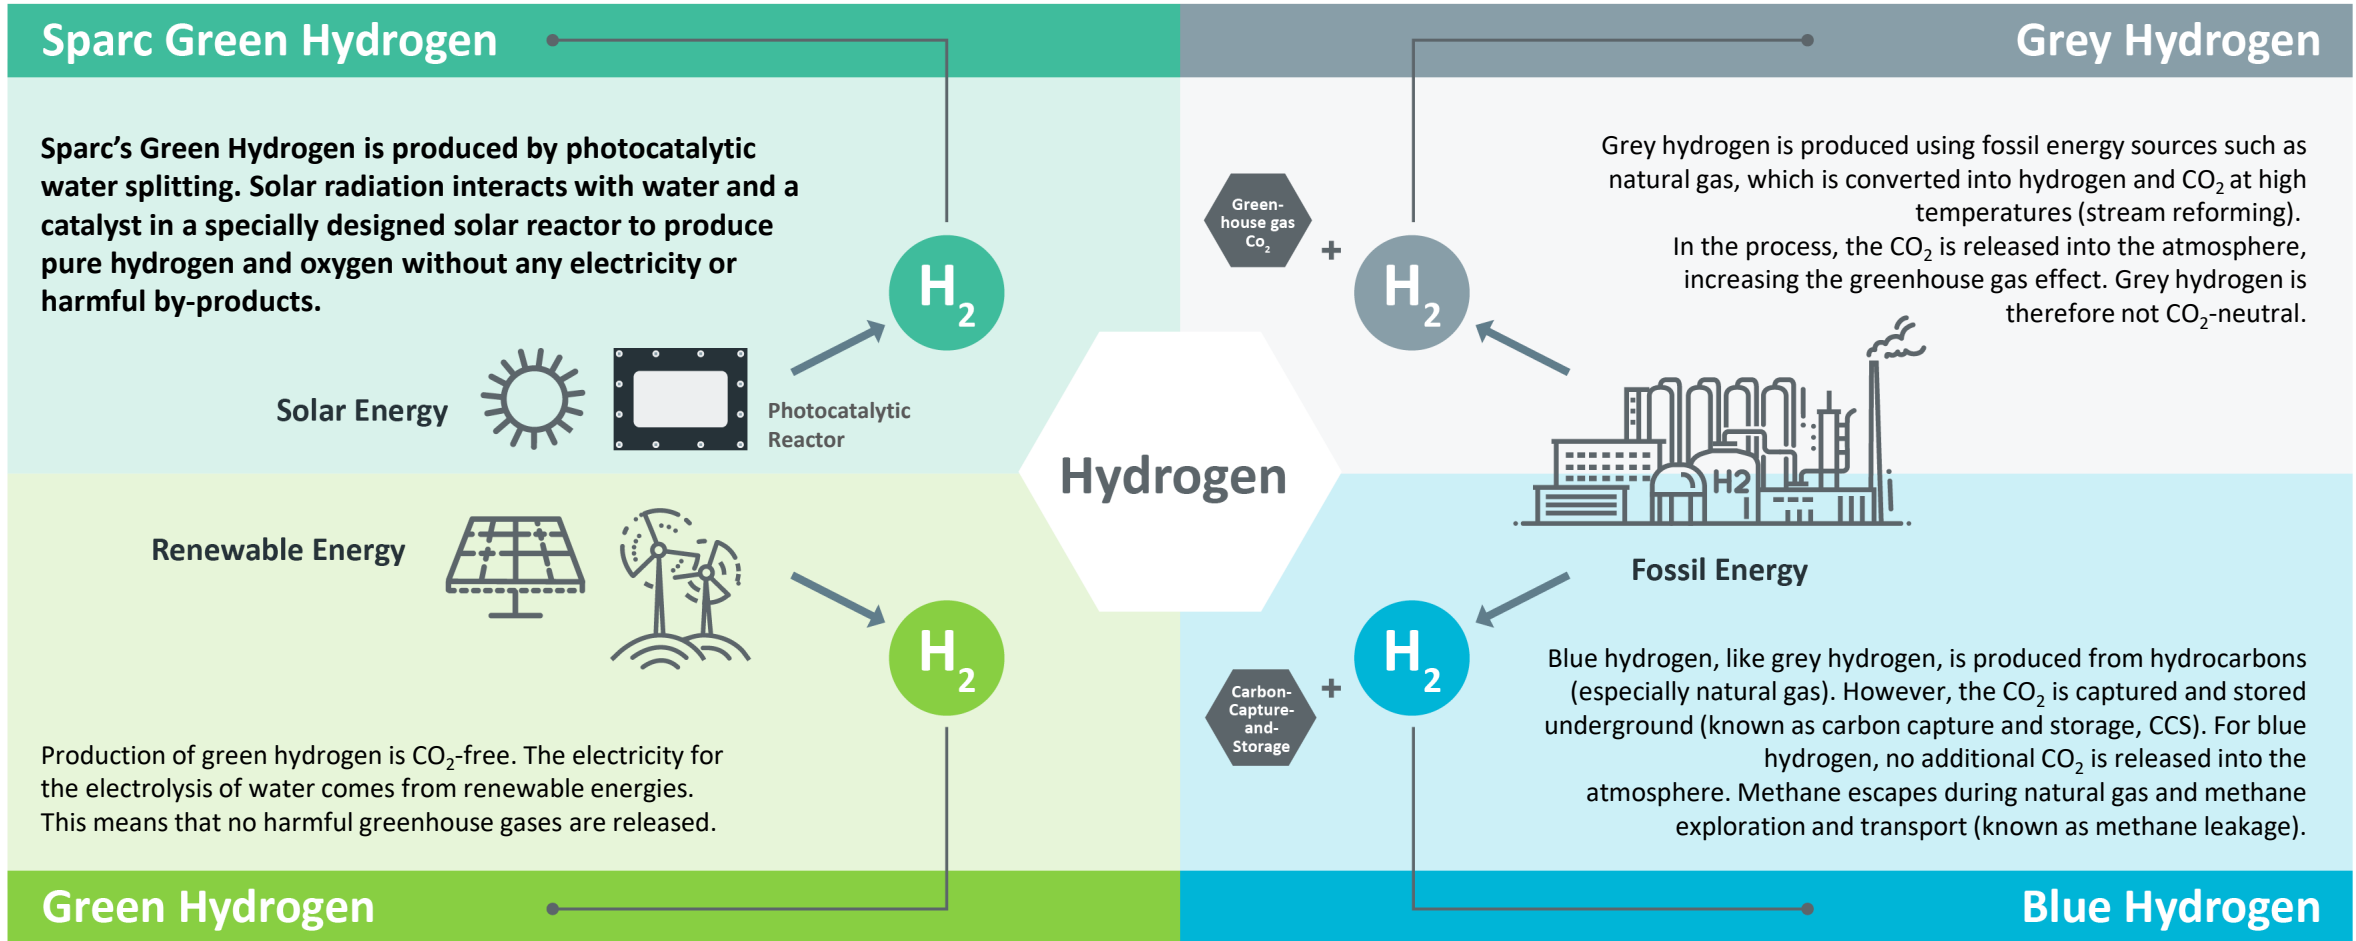 Sparc Green Hydrogen
Sparc’s Green Hydrogen is produced by photocatalytic
water splitting. Solar radiation interacts with water and a
catalyst in a specially designed solar reactor to produce
pure hydrogen and oxygen without any electricity or
harmful by-products.
H₂
Solar Energy
Photocatalytic
Reactor
Grey Hydrogen
Grey hydrogen is produced using fossil energy sources such as
natural gas, which is converted into hydrogen and CO₂ at high
temperatures (stream reforming).
In the process, the CO₂ is released into the atmosphere,
increasing the greenhouse gas effect. Grey hydrogen is
therefore not CO₂-neutral.
Green-
house gas
Co₂
+
H₂
Hydrogen
H2
Fossil Energy
Renewable Energy
H₂
Production of green hydrogen is CO₂-free. The electricity for
the electrolysis of water comes from renewable energies.
This means that no harmful greenhouse gases are released.
Green Hydrogen
Carbon-
Capture-
and-
Storage
+
H₂
Blue hydrogen, like grey hydrogen, is produced from hydrocarbons
(especially natural gas). However, the CO₂ is captured and stored
underground (known as carbon capture and storage, CCS). For blue
hydrogen, no additional CO₂ is released into the
atmosphere. Methane escapes during natural gas and methane
exploration and transport (known as methane leakage).
Blue Hydrogen